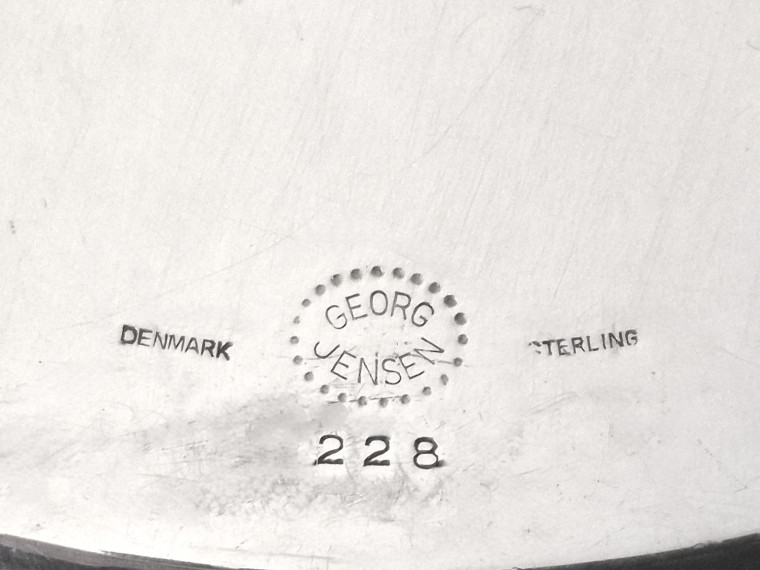 GEORG
DENMARK JENSEN STERLING
228